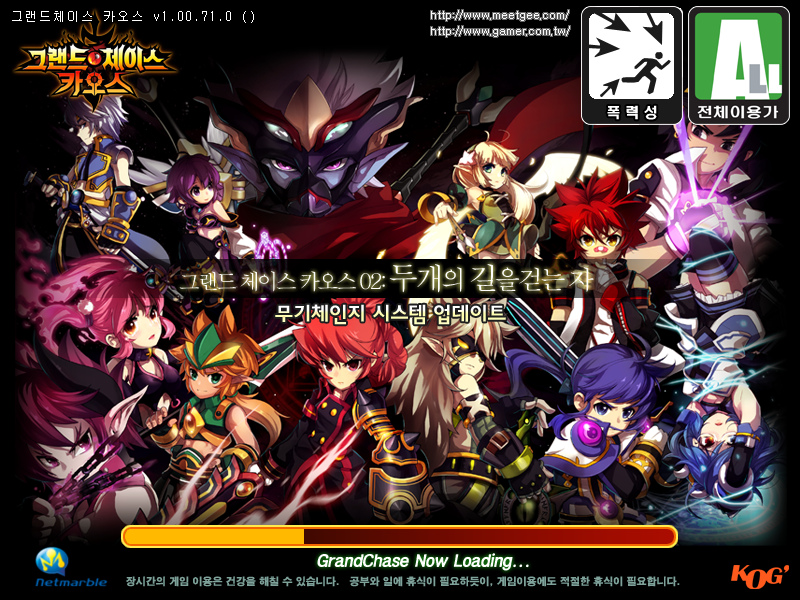 그랜드체이스 카오스 v1.00.71.0 ()
http://www.meetgee.com/
http://www.gamer.com.tw/
그랜드체이스
카오스
폭력성
ALL
전체이용가
그랜드 체이스 카오스 02: 두개의 길을걷는 자
무기체인지 시스템 업데이트
GrandChase Now Loading...
netmarble
장시간의 게임 이용은 건강을 해칠 수 있습니다. 공부와 일에 휴식이 필요하듯이, 게임이용에도 적절한 휴식이 필요합니다.
KOG'